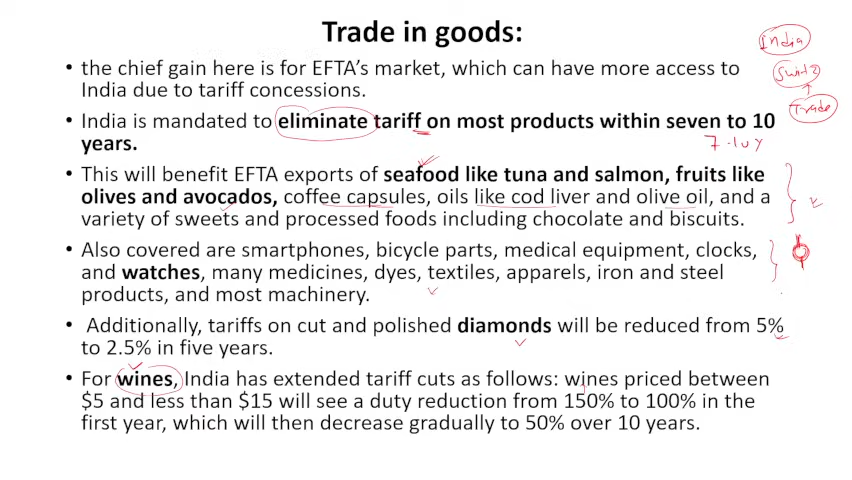 Trade in goods:
India
• the chief gain here is for EFTA's market, which can have more access to
India due to tariff concessions.
Trade
• India is mandated to eliminate tariff on most products within seven to 10
years.
• This will benefit EFTA exports of seafood like tuna and salmon, fruits like
olives and avocados, coffee capsules, oils like cod liver and olive oil, and a
variety of sweets and processed foods including chocolate and biscuits.
• Also covered are smartphones, bicycle parts, medical equipment, clocks,
and watches, many medicines, dyes, textiles, apparels, iron and steel
products, and most machinery.
• Additionally, tariffs on cut and polished diamonds will be reduced from 5%
to 2.5% in five years.
• For wines, India has extended tariff cuts as follows: wines priced between
$5 and less than $15 will see a duty reduction from 150% to 100% in the
first year, which will then decrease gradually to 50% over 10 years.